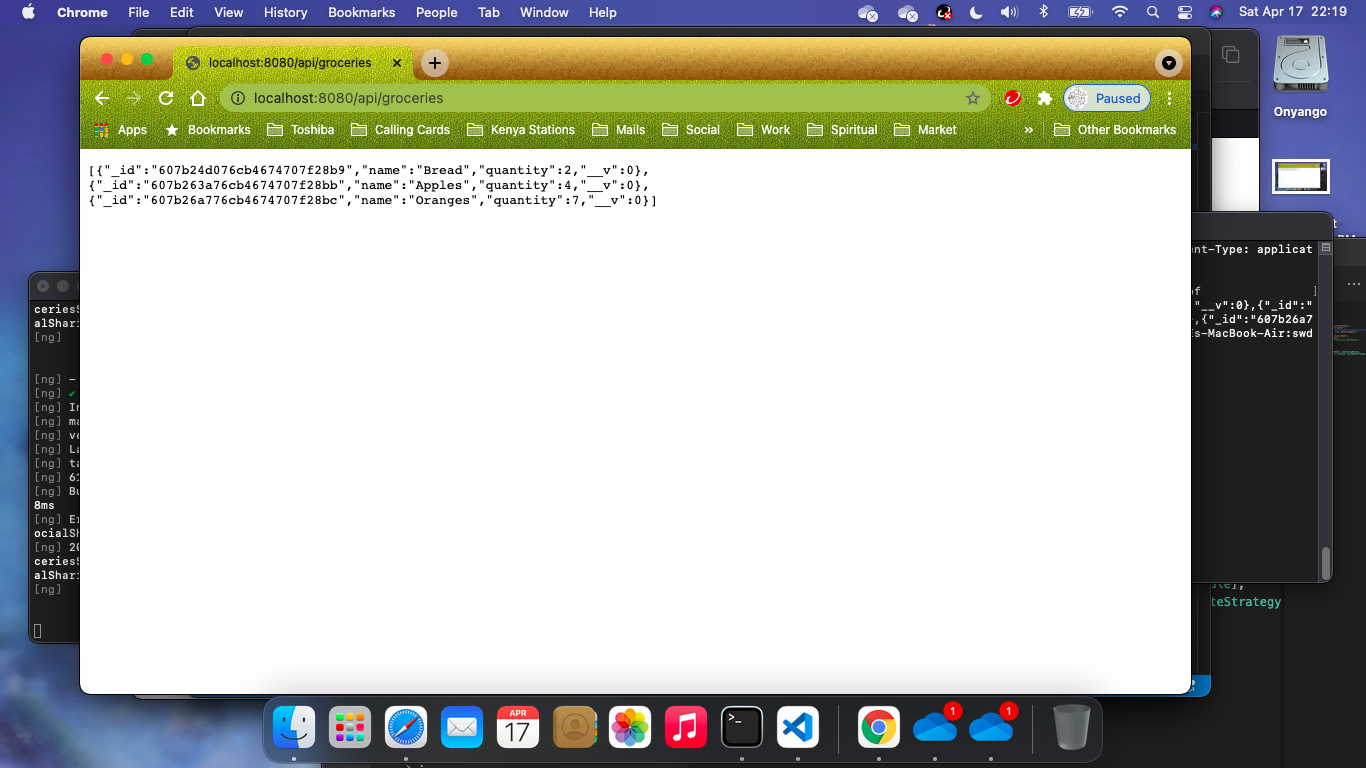 Chrome File Edit View History Bookmarks People Tab Window Help Sat Apr 17 22:19
localhost:8080/api/groceries
localhost:8080/api/groceries Paused
Apps Bookmarks Toshiba Calling Cards Kenya Stations Mails Social Work Spiritual Market » Other Bookmarks
[{"_id":"607b24d076cb4674707f28b9","name":"Bread","quantity":2,"__v":0},
{"_id":"607b263a76cb4674707f28bb","name":"Apples","quantity":4,"__v":0},
{"_id":"607b26a776cb4674707f28bc","name":"Oranges","quantity":7,"__v":0}]
Onyango
ent-Type: applicat
]
"__v":0},{"_id":"
,{"_id":"607b26a7
Es-MacBook-Air:swd
teStrategy
ceriesS
alShari
[ng]
[ng] –
[ng] ✔
[ng] In
[ng] ma
[ng] ve
[ng] La
[ng] ta
[ng] 61
[ng] Bu
8ms
[ng] Er
ocialSh
[ng] 20
ceriesS
alShari
[ng]
APR
17
1
1